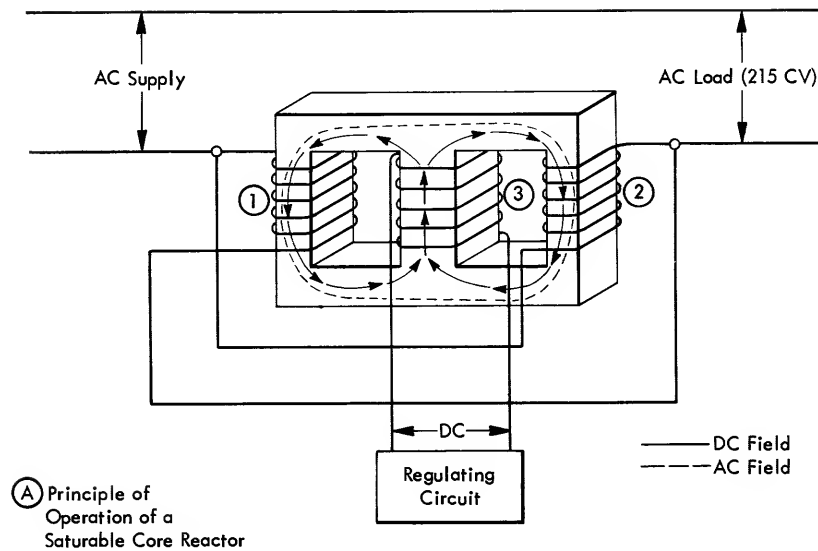 AC Supply
AC Load (215 CV)
1
3
2
DC
Regulating
Circuit
DC Field
AC Field
A Principle of
Operation of a
Saturable Core Reactor